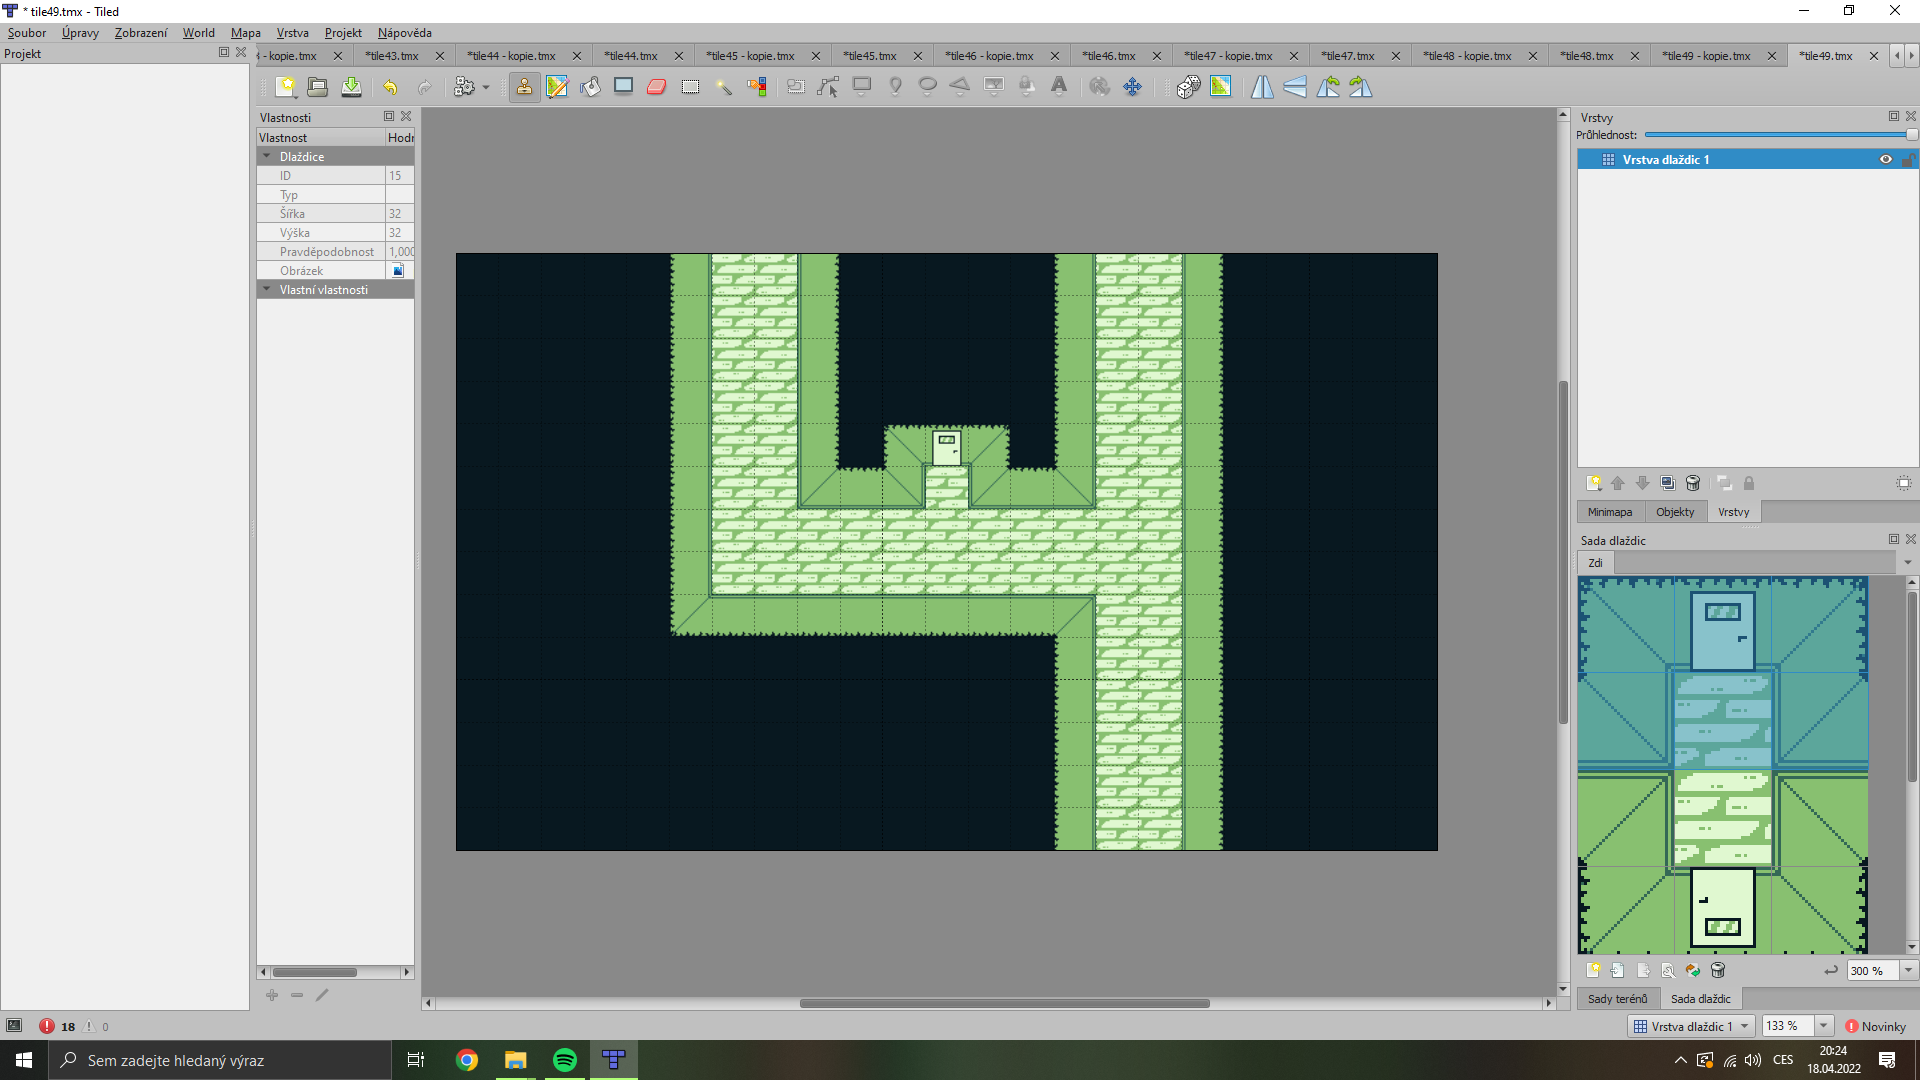 * tile49.tmx - Tiled
Soubor Úpravy Zobrazení World Mapa Vrstva Projekt Nápověda
Projekt
- kopie.tmx *tile43.tmx *tile44 - kopie.tmx *tile44.tmx *tile45 - kopie.tmx *tile45.tmx *tile46 - kopie.tmx *tile46.tmx *tile47 - kopie.tmx *tile47.tmx *tile48 - kopie.tmx *tile48.tmx *tile49 - kopie.tmx *tile49.tmx
Vlastnosti
Vlastnost Hodr
Dlaždice
ID 15
Typ
Šířka 32
Výška 32
Pravděpodobnost 1,000
Obrázek
Vlastní vlastnosti
Vrstvy
Průhlednost:
Vrstva dlaždic 1
Minimapa Objekty Vrstvy
Sada dlaždic
Zdi
300 %
Sady terénů Sada dlaždic
18 0
Vrstva dlaždic 1 133 % Novinky
Sem zadejte hledaný výraz
CES
20:24
18.04.2022